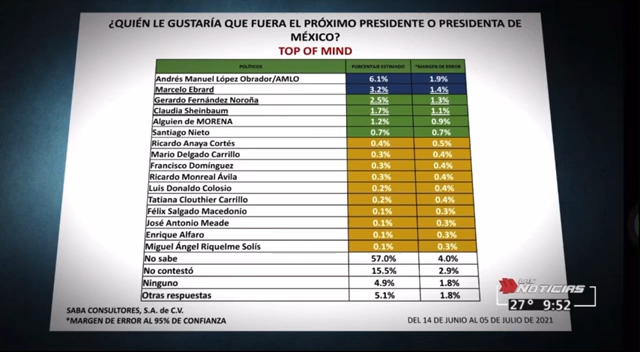 ¿QUIÉN LE GUSTARÍA QUE FUERA EL PRÓXIMO PRESIDENTE O PRESIDENTA DE
MÉXICO?
TOP OF MIND
POLÍTICOS PORCENTAJE ESTIMADO *MARGEN DE ERROR
Andrés Manuel López Obrador/AMLO 6.1% 1.9%
Marcelo Ebrard 3.2% 1.4%
Gerardo Fernández Noroña 2.5% 1.3%
Claudia Sheinbaum 1.7% 1.1%
Alguien de MORENA 1.2% 0.9%
Santiago Nieto 0.7% 0.7%
Ricardo Anaya Cortés 0.4% 0.5%
Mario Delgado Carrillo 0.3% 0.4%
Francisco Domínguez 0.3% 0.4%
Ricardo Monreal Ávila 0.3% 0.4%
Luis Donaldo Colosio 0.2% 0.4%
Tatiana Clouthier Carrillo 0.2% 0.4%
Félix Salgado Macedonio 0.1% 0.3%
José Antonio Meade 0.1% 0.3%
Enrique Alfaro 0.1% 0.3%
Miguel Ángel Riquelme Solís 0.1% 0.3%
No sabe 57.0% 4.0%
No contestó 15.5% 2.9%
Ninguno 4.9% 1.8%
Otras respuestas 5.1% 1.8%
SABA CONSULTORES, S.A. de C.V.
*MARGEN DE ERROR AL 95% DE CONFIANZA
DEL 14 DE JUNIO AL 05 DE JULIO DE 2021
NOTICIAS
27° 9:52